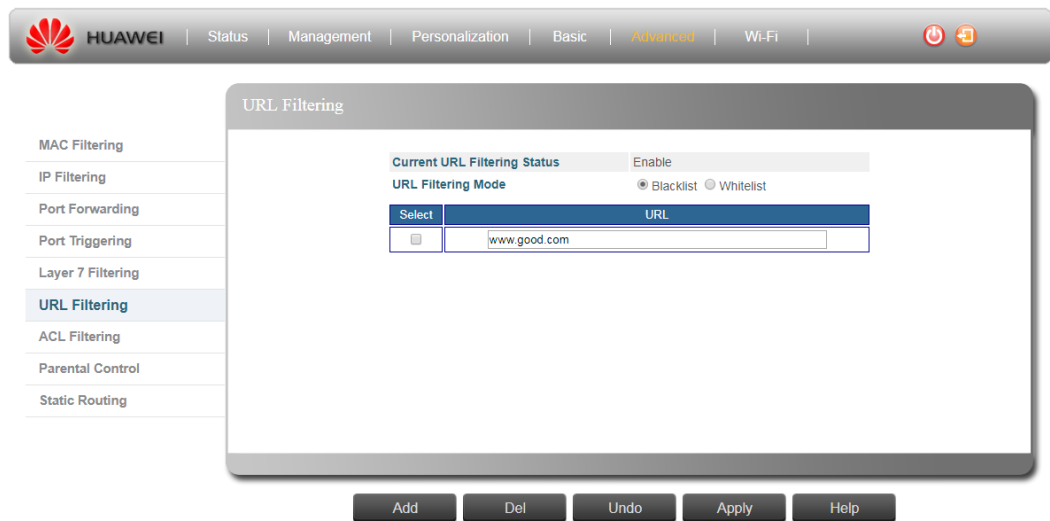 HUAWEI | Status | Management | Personalization | Basic | Advanced | Wi-Fi |
URL Filtering
MAC Filtering
IP Filtering
Port Forwarding
Port Triggering
Layer 7 Filtering
URL Filtering
ACL Filtering
Parental Control
Static Routing
Current URL Filtering Status Enable
URL Filtering Mode Blacklist Whitelist
Select URL
www.good.com
Add Del Undo Apply Help